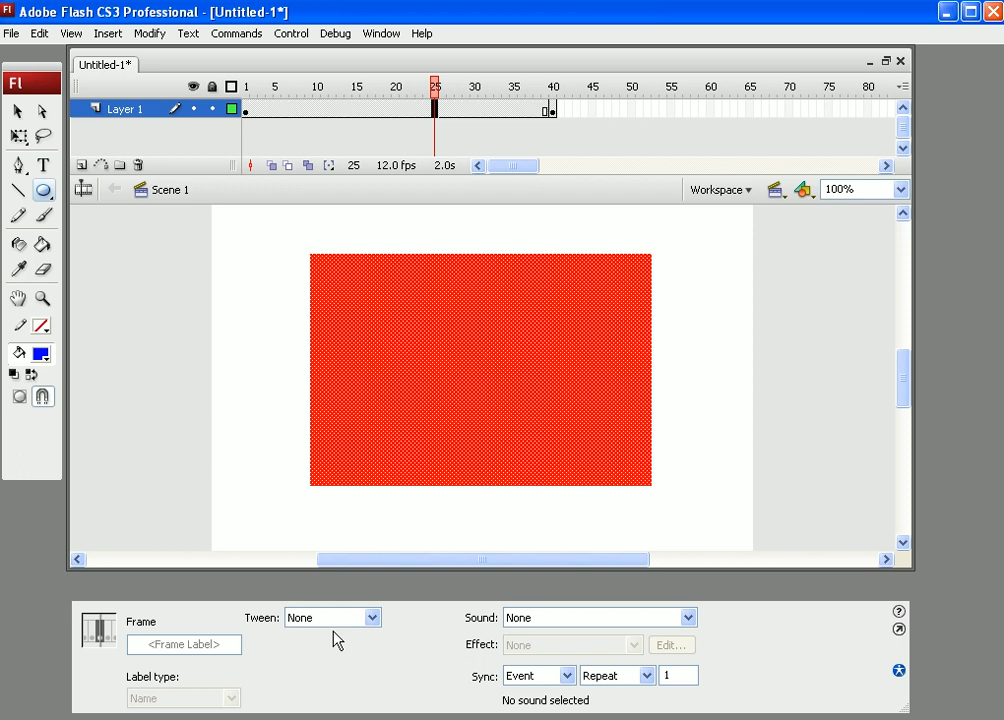 Fl Adobe Flash CS3 Professional - [Untitled-1*]
File Edit View Insert Modify Text Commands Control Debug Window Help
Untitled-1*
Fl
1 5 10 15 20 25 30 35 40 45 50 55 60 65 70 75 80
Layer 1
25 12.0 fps 2.0s
Scene 1 Workspace 100%
Frame Tween: None Sound: None
<Frame Label> Effect: None Edit...
Label type: Sync: Event Repeat 1
Name No sound selected